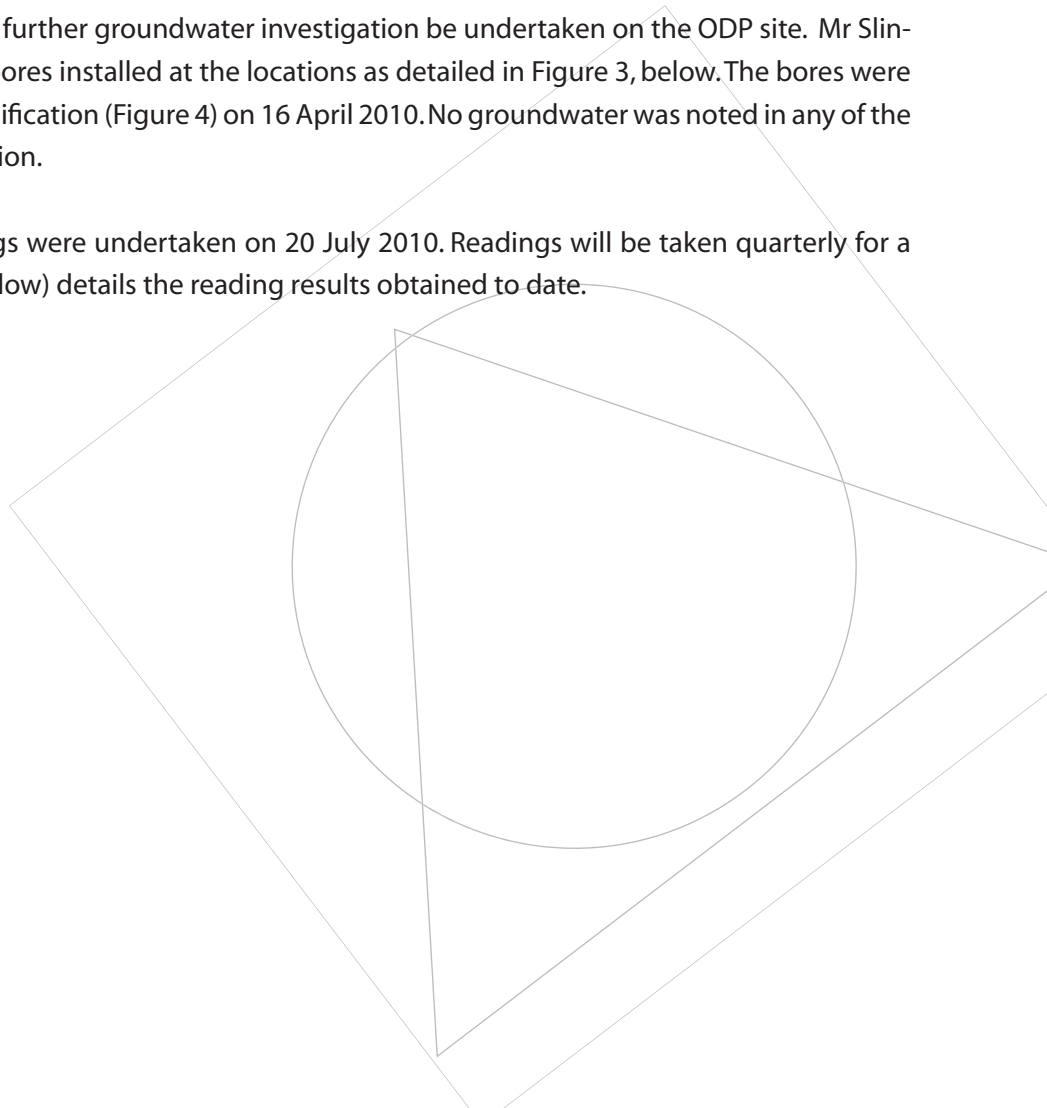 further groundwater investigation be undertaken on the ODP site. Mr Slin-
ores installed at the locations as detailed in Figure 3, below. The bores were
ification (Figure 4) on 16 April 2010. No groundwater was noted in any of the
ion.
gs were undertaken on 20 July 2010. Readings will be taken quarterly for a
low) details the reading results obtained to date.